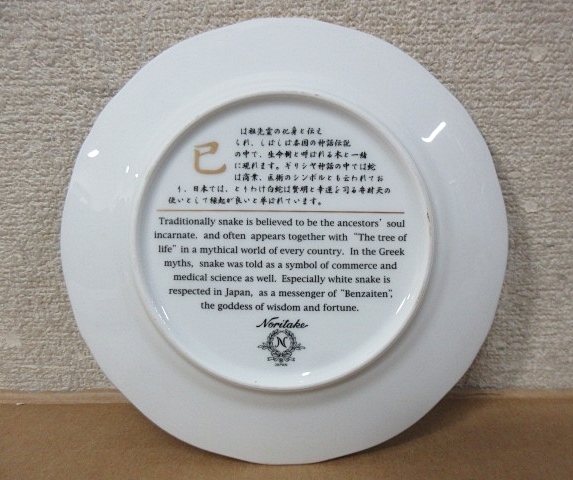 巳
は祖先霊の化身と伝え
られ、しばしば各国の神話伝説
の中で、生命樹と呼ばれる木と一緒
に現れます。ギリシヤ神話の中では蛇
は商業、医術のシンボルとも云われてお
り、日本では、とりわけ白蛇は賢明と幸運を司る弁財天の
使いとして縁起が良いと尊ばれています。
Traditionally snake is believed to be the ancestors' soul
incarnate. and often appears together with "The tree of
life" in a mythical world of every country. In the Greek
myths, snake was told as a symbol of commerce and
medical science as well. Especially white snake is
respected in Japan, as a messenger of "Benzaiten",
the goddess of wisdom and fortune.
Noritake
N
JAPAN